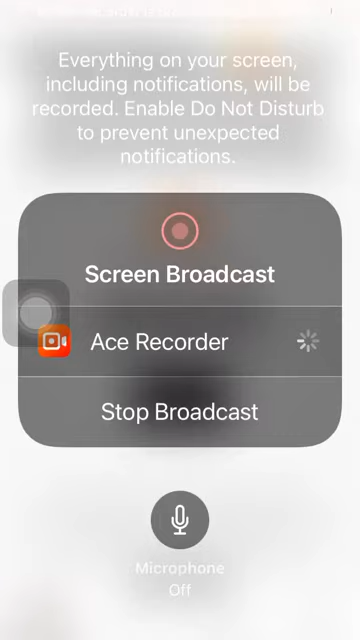 Everything on your screen,
including notifications, will be
recorded. Enable Do Not Disturb
to prevent unexpected
notifications.
Screen Broadcast
Ace Recorder
Stop Broadcast
Microphone
Off